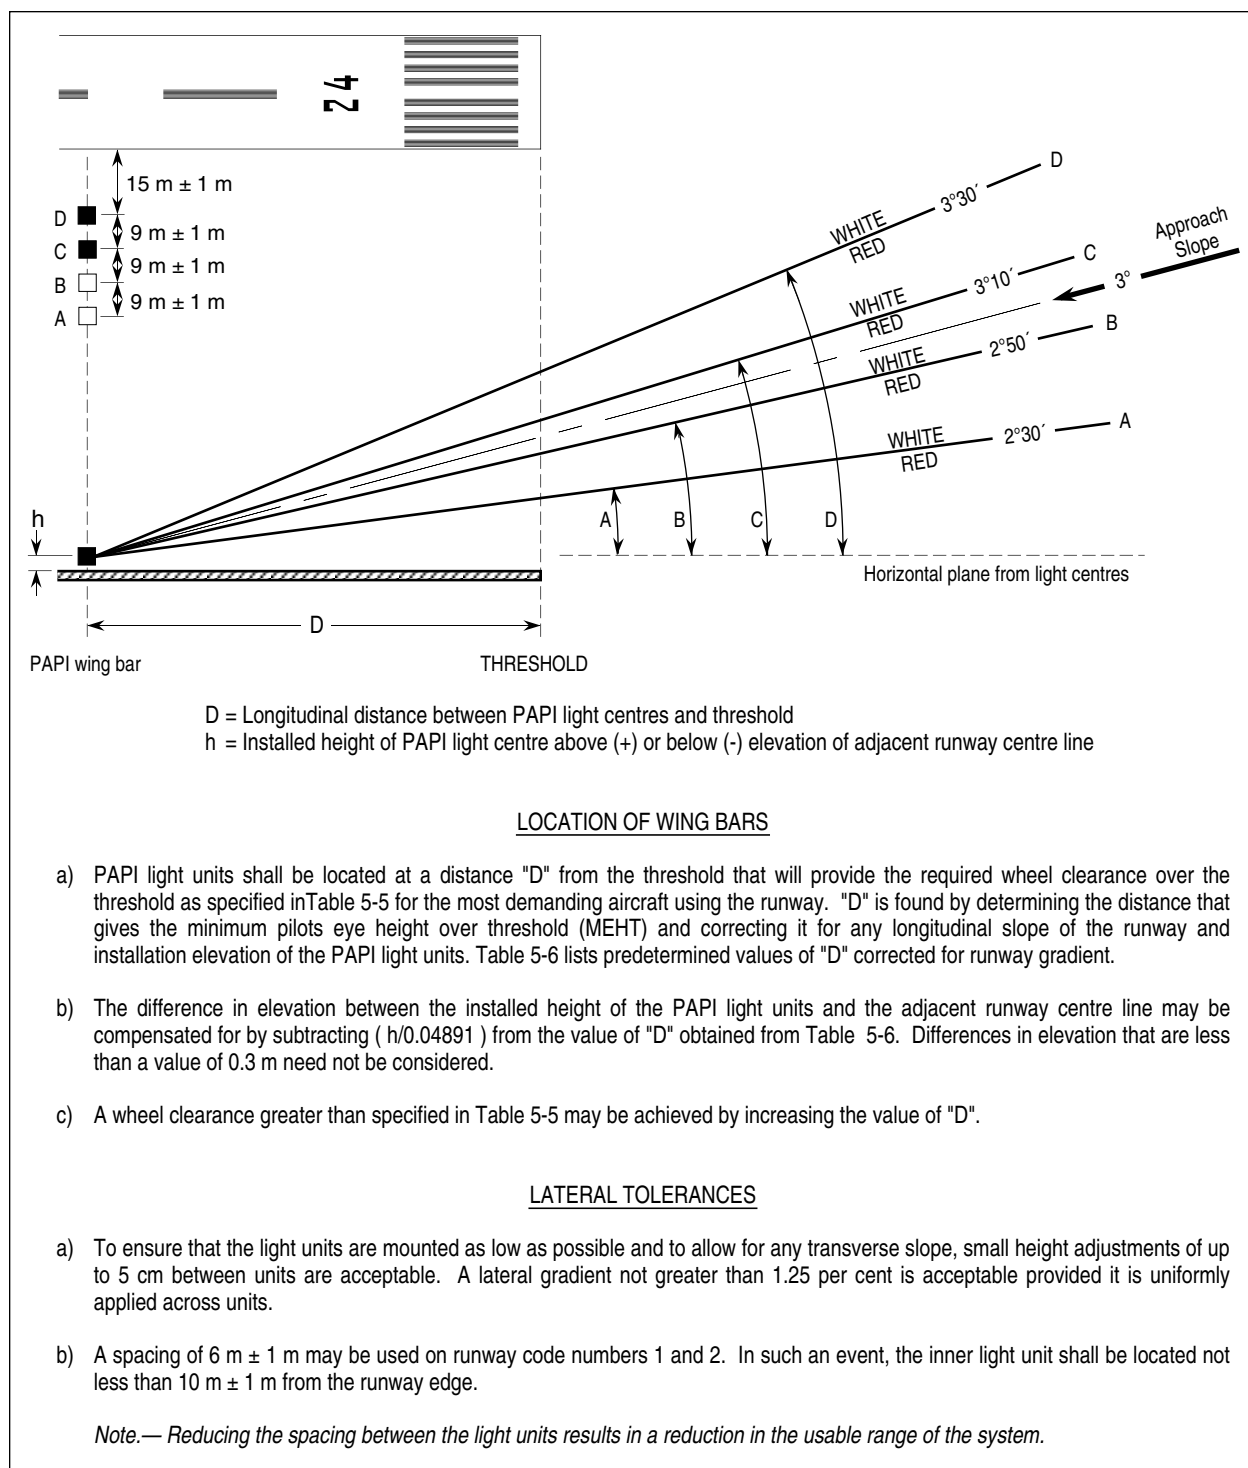 24
15 m ± 1 m
D
9 m ± 1 m
C
9 m ± 1 m
B
9 m ± 1 m
A
D
3°30´
WHITE
RED
Approach
Slope
C
3°10´
WHITE
RED
3°
B
2°50´
WHITE
RED
A
2°30´
WHITE
RED
h
A
B
C
D
Horizontal plane from light centres
D
PAPI wing bar
THRESHOLD
D = Longitudinal distance between PAPI light centres and threshold
h = Installed height of PAPI light centre above (+) or below (-) elevation of adjacent runway centre line
LOCATION OF WING BARS
a) PAPI light units shall be located at a distance "D" from the threshold that will provide the required wheel clearance over the
threshold as specified inTable 5-5 for the most demanding aircraft using the runway. "D" is found by determining the distance that
gives the minimum pilots eye height over threshold (MEHT) and correcting it for any longitudinal slope of the runway and
installation elevation of the PAPI light units. Table 5-6 lists predetermined values of "D" corrected for runway gradient.
b) The difference in elevation between the installed height of the PAPI light units and the adjacent runway centre line may be
compensated for by subtracting ( h/0.04891 ) from the value of "D" obtained from Table 5-6. Differences in elevation that are less
than a value of 0.3 m need not be considered.
c) A wheel clearance greater than specified in Table 5-5 may be achieved by increasing the value of "D".
LATERAL TOLERANCES
a) To ensure that the light units are mounted as low as possible and to allow for any transverse slope, small height adjustments of up
to 5 cm between units are acceptable. A lateral gradient not greater than 1.25 per cent is acceptable provided it is uniformly
applied across units.
b) A spacing of 6 m ± 1 m may be used on runway code numbers 1 and 2. In such an event, the inner light unit shall be located not
less than 10 m ± 1 m from the runway edge.
Note.— Reducing the spacing between the light units results in a reduction in the usable range of the system.